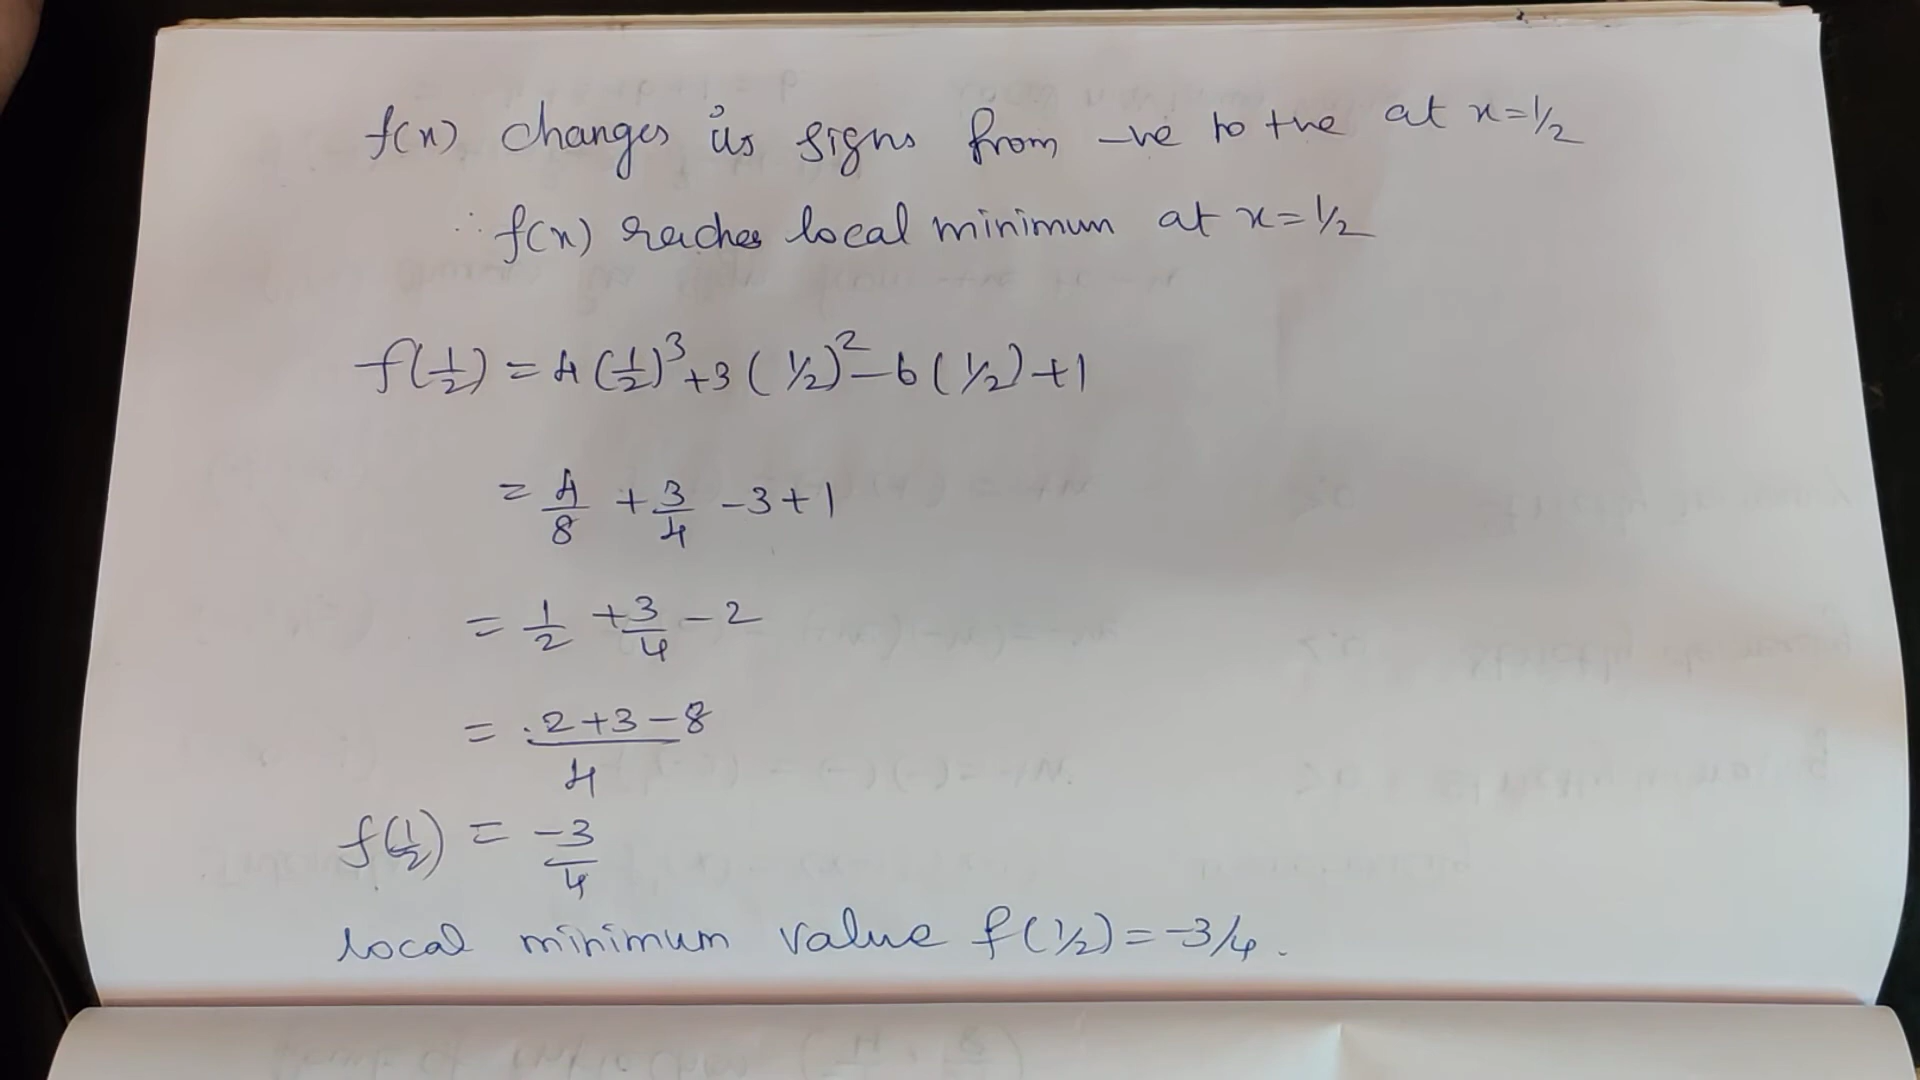 f(x) changes its signs from -ve to +ve at x=1/2
∴ f(x) reaches local minimum at x=1/2
f(1/2) = 4(1/2)³+3(1/2)²-6(1/2)+1
= 4/8 + 3/4 -3+1
= 1/2 + 3/4 - 2
= 2+3-8/4
f(1/2) = -3/4
local minimum value f(1/2) = -3/4.